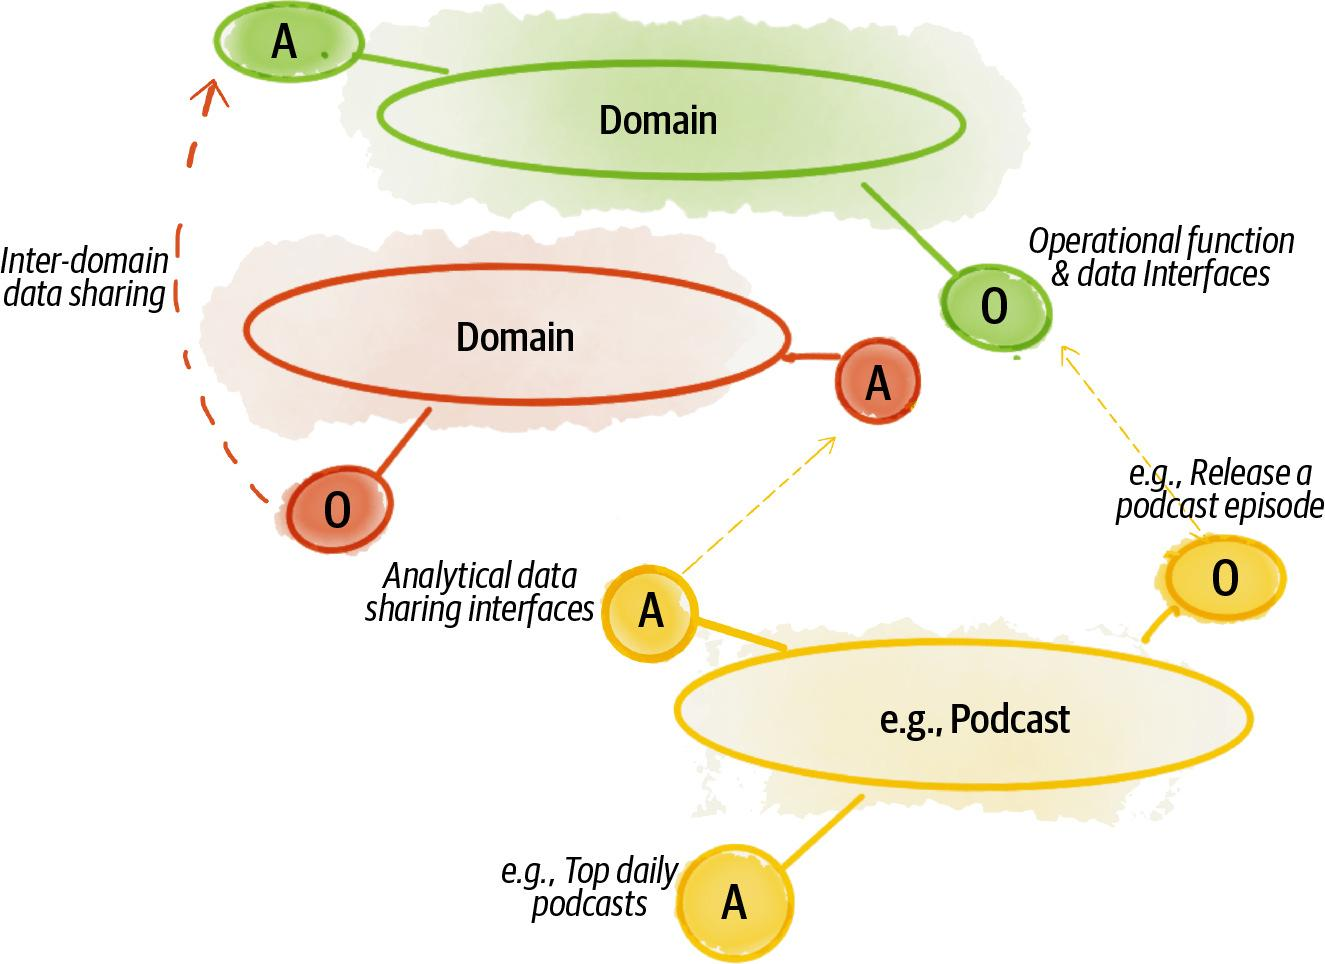 A
Domain
Operational function
& data Interfaces
Inter-domain
data sharing
O
Domain
A
e.g., Release a
podcast episode
O
Analytical data
sharing interfaces
A
O
e.g., Podcast
e.g., Top daily
podcasts
A